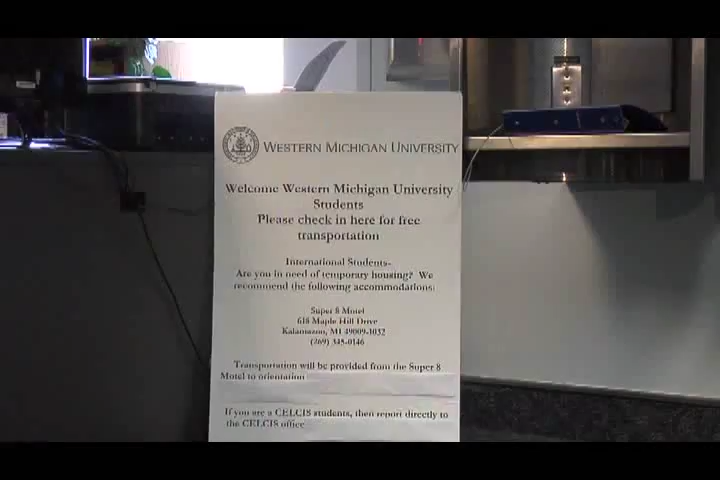 WESTERN MICHIGAN UNIVERSITY
Welcome Western Michigan University
Students
Please check in here for free
transportation
International Students-
Are you in need of temporary housing? We
recommend the following accommodations:
Super 8 Motel
618 Maple Hill Drive
Kalamazoo, MI 49009-1032
(269) 345-0146
Transportation will be provided from the Super 8
Motel to orientation
If you are a CELCIS students, then report directly to
the CELCIS office